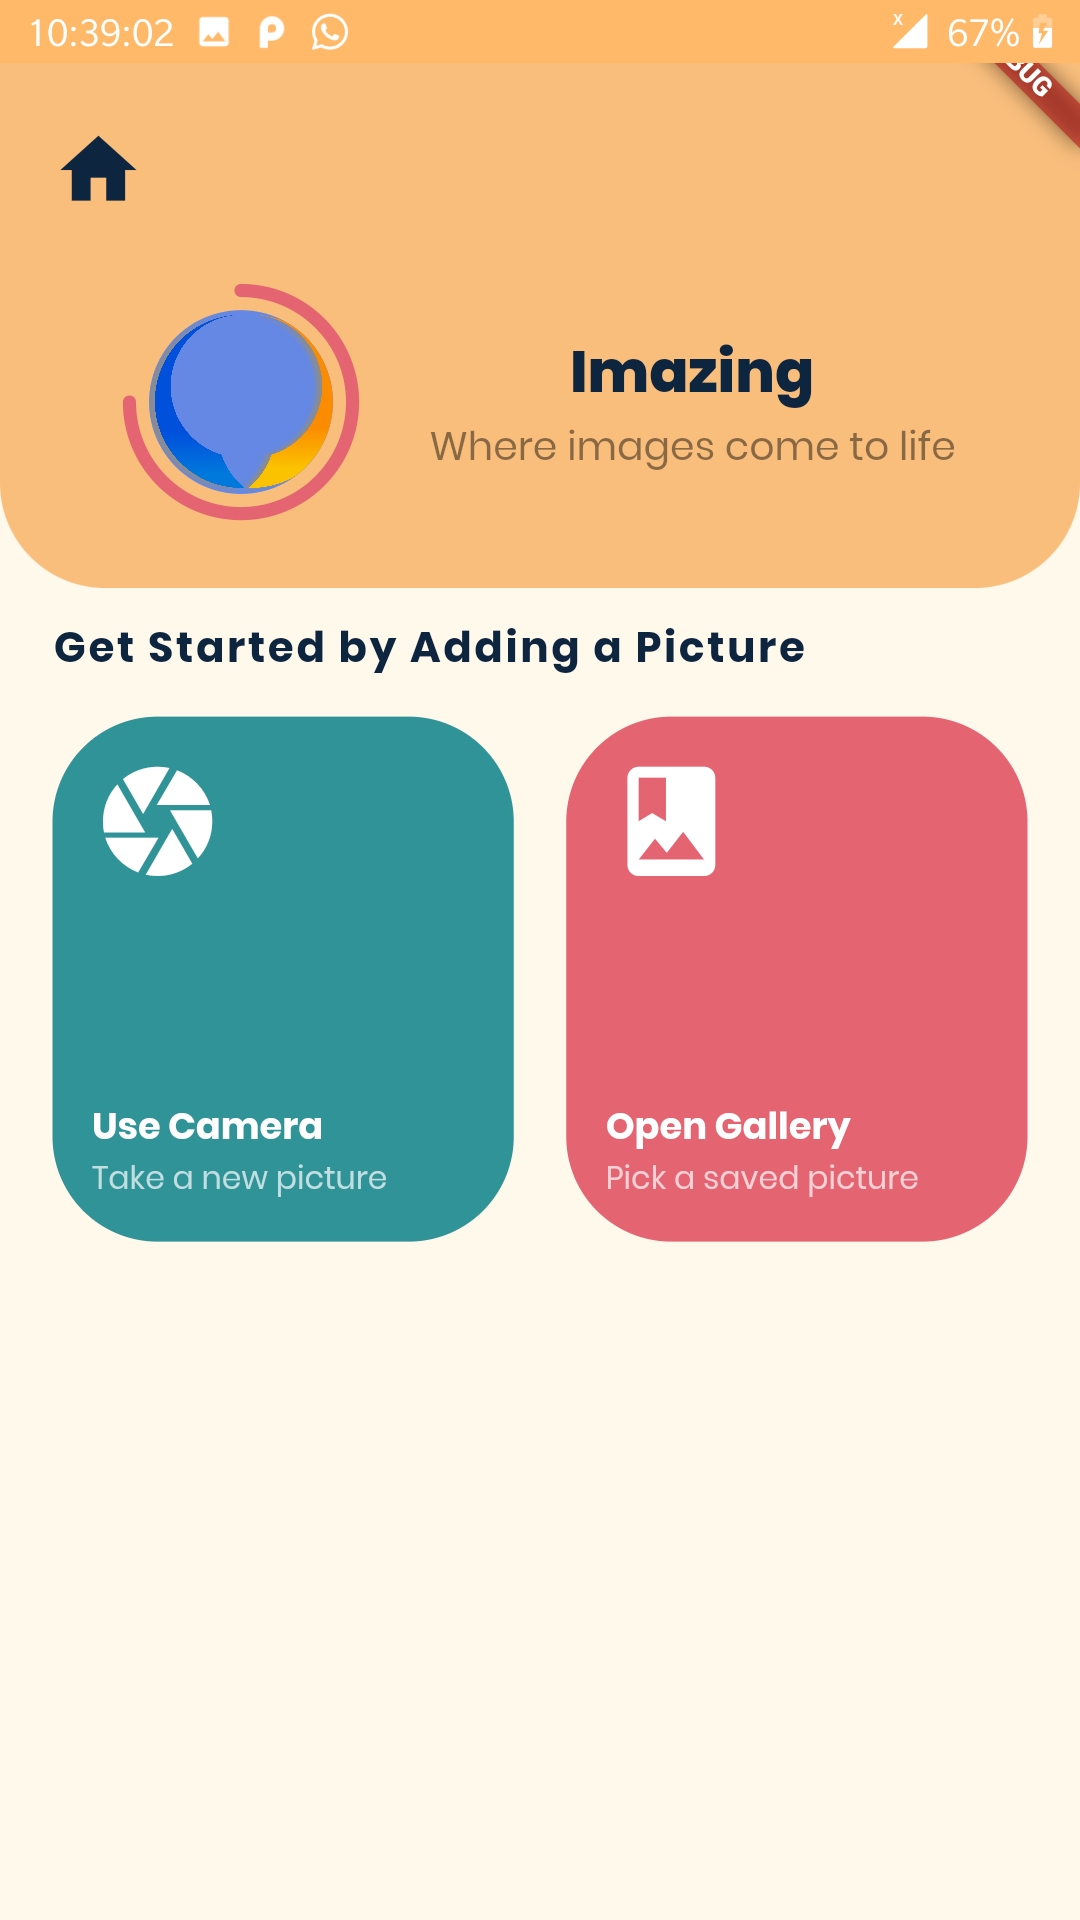 10:39:02 67%
Imazing
Where images come to life
Get Started by Adding a Picture
Use Camera
Take a new picture
Open Gallery
Pick a saved picture